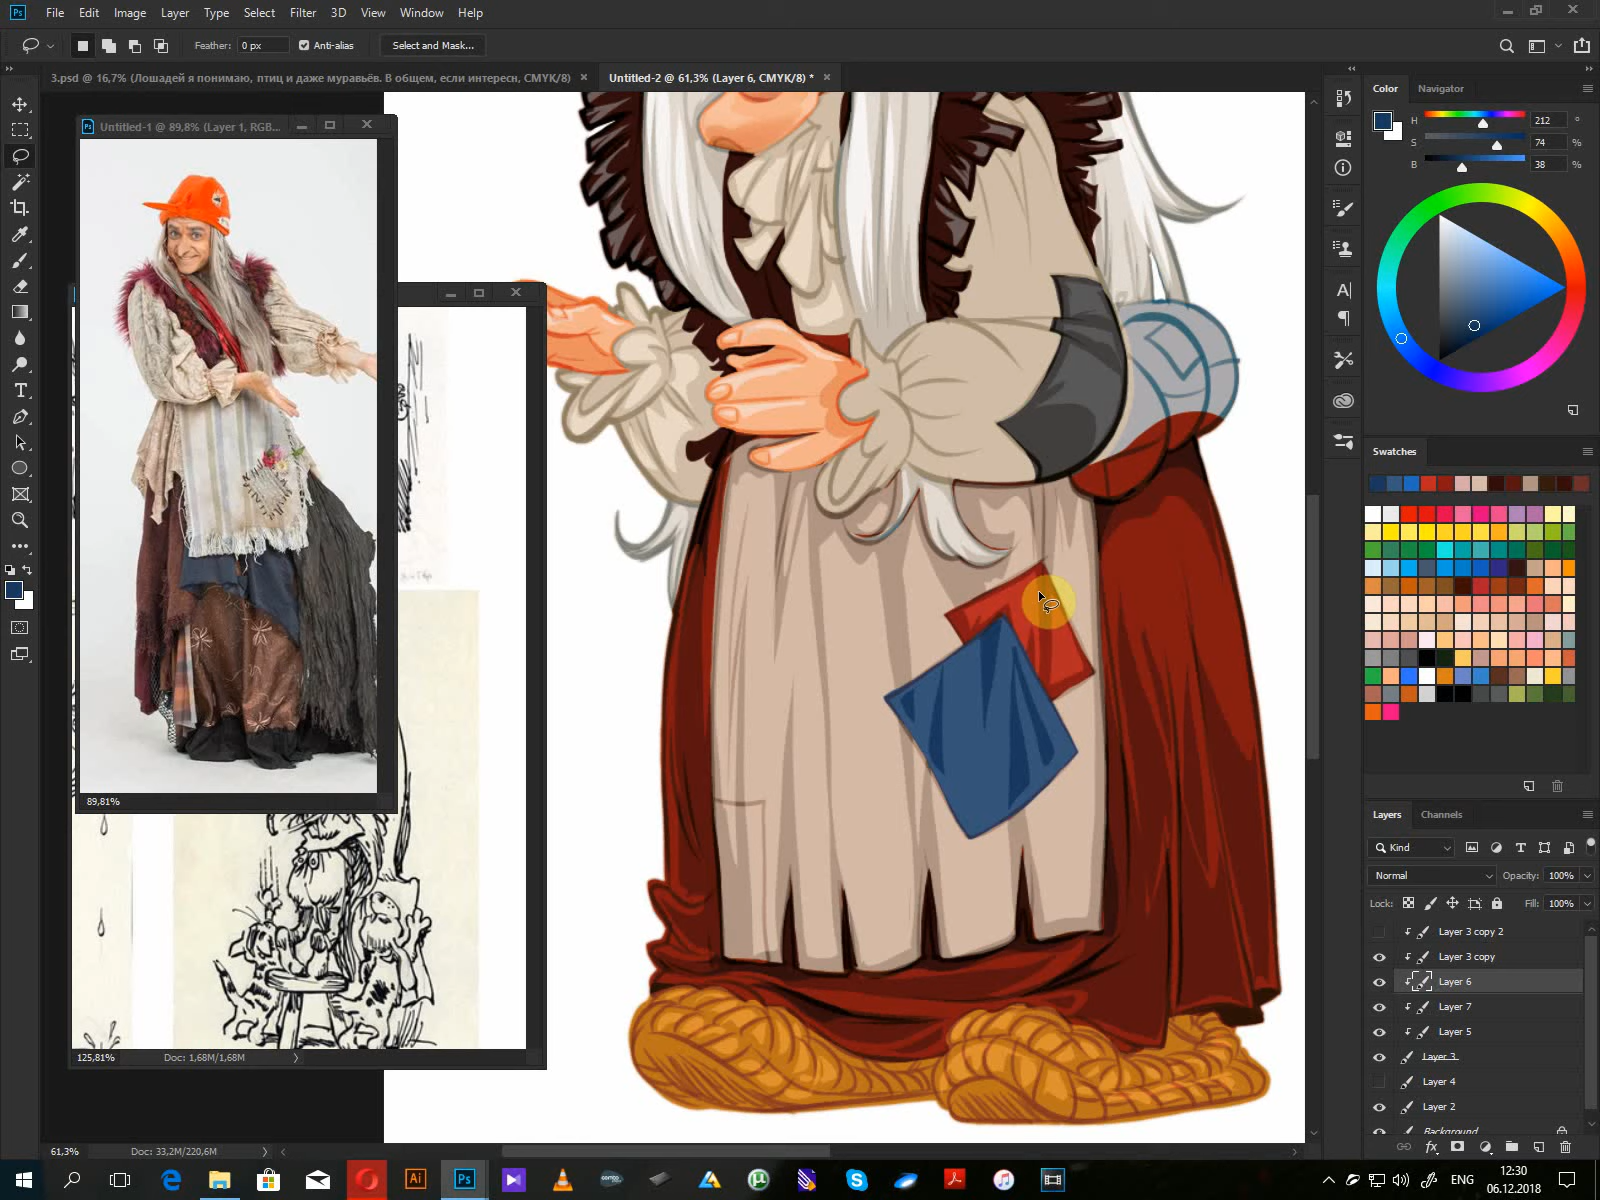 Ps File Edit Image Layer Type Select Filter 3D View Window Help
Feather: 0 px Anti-alias Select and Mask...
3.psd @ 16,7% (Лошадей я понимаю, птиц и даже муравьёв. В общем, если интересн, CMYK/8) ×
Untitled-2 @ 61,3% (Layer 6, CMYK/8) * ×
Untitled-1 @ 89,8% (Layer 1, RGB...
89,81%
125,81% Doc: 1,68M/1,68M
61,3% Doc: 33,2M/220,6M
Color Navigator
H 212 °
S 74 %
B 38 %
Swatches
Layers Channels
Kind
Normal Opacity: 100%
Lock: Fill: 100%
Layer 3 copy 2
Layer 3 copy
Layer 6
Layer 7
Layer 5
Layer 3
Layer 4
Layer 2
Background
Ai Ps
ENG
12:30
06.12.2018